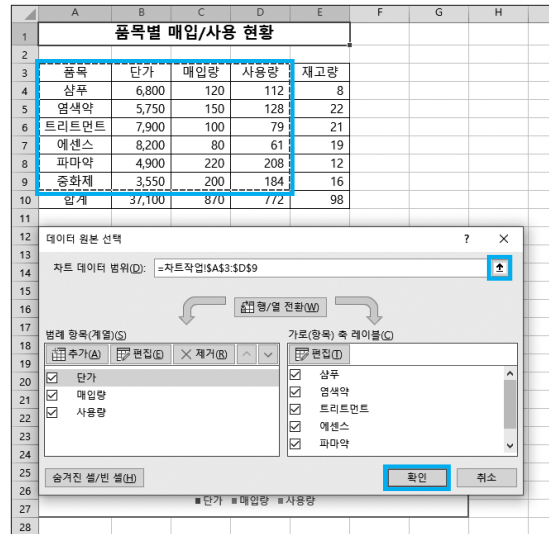 A B C D E F G H
1 품목별 매입/사용 현황
2
3 품목 단가 매입량 사용량 재고량
4 샴푸 6,800 120 112 8
5 염색약 5,750 150 128 22
6 트리트먼트 7,900 100 79 21
7 에센스 8,200 80 61 19
8 파마약 4,900 220 208 12
9 중화제 3,550 200 184 16
10 합계 37,100 870 772 98
11
12 데이터 원본 선택 ? ×
13
14 차트 데이터 범위(D): =차트작업!$A$3:$D$9
15
16 행/열 전환(W)
17 범례 항목(계열)(S) 가로(항목) 축 레이블(C)
18
19 추가(A) 편집(E) 제거(R) 편집(T)
20 단가 샴푸
21 매입량 염색약
22 사용량 트리트먼트
23 에센스
24 파마약
25 숨겨진 셀/빈 셀(H) 확인 취소
26
27 단가 매입량 사용량
28